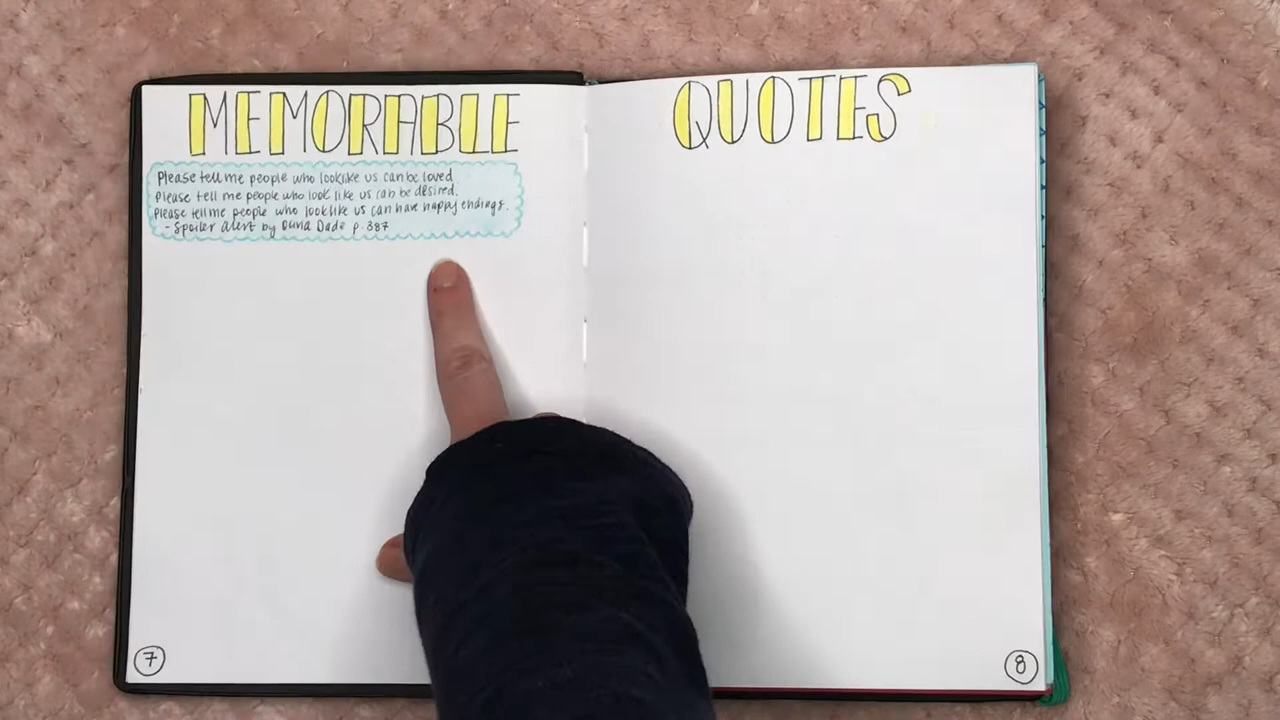 MEMORABLE QUOTES
Please tell me people who look like us can be loved.
Please tell me people who look like us can be desired.
Please tell me people who look like us can have happy endings.
- Spoiler Alert by Olivia Dade p. 387
7
8